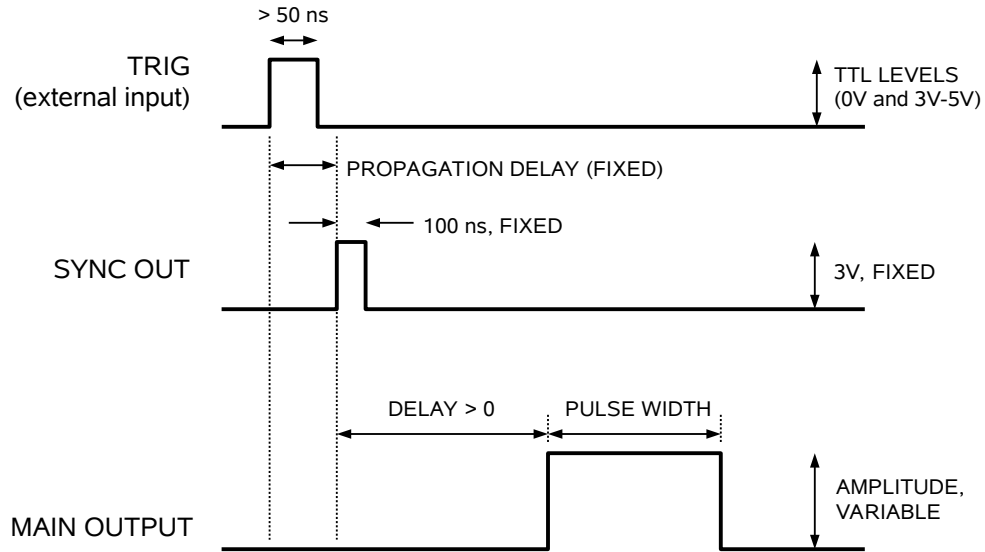 > 50 ns
TRIG
(external input)
TTL LEVELS
(0V and 3V-5V)
PROPAGATION DELAY (FIXED)
100 ns, FIXED
SYNC OUT
3V, FIXED
DELAY > 0
PULSE WIDTH
AMPLITUDE,
VARIABLE
MAIN OUTPUT